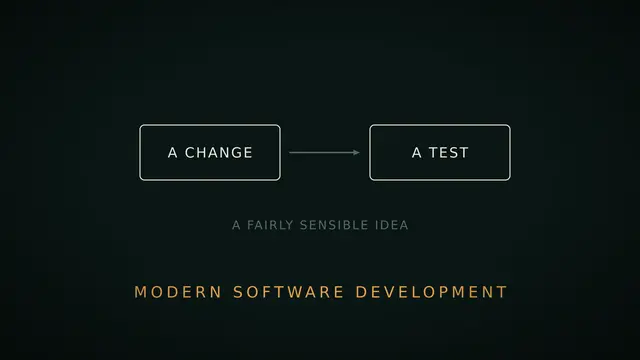 A CHANGE
A TEST
A FAIRLY SENSIBLE IDEA
MODERN SOFTWARE DEVELOPMENT